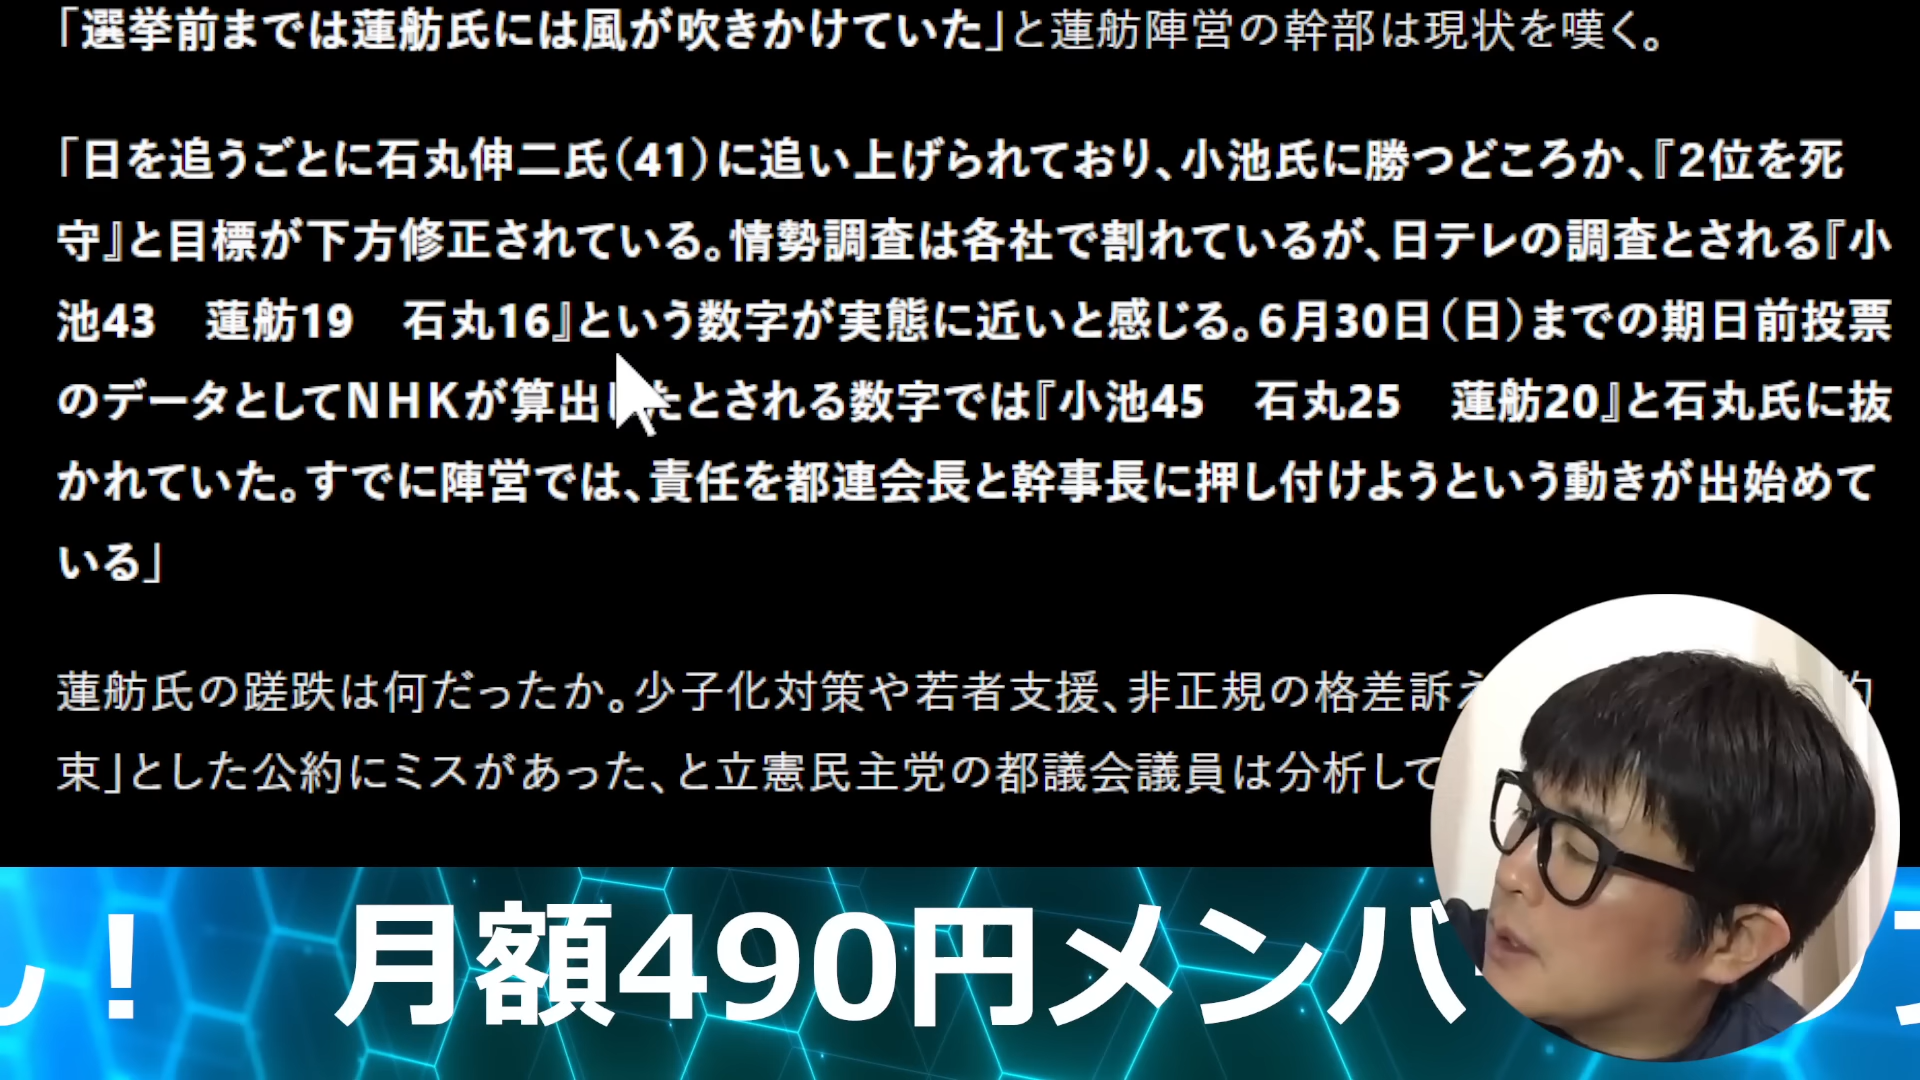 「選挙前までは蓮舫氏には風が吹きかけていた」と蓮舫陣営の幹部は現状を嘆く。
「日を追うごとに石丸伸二氏（41）に追い上げられており、小池氏に勝つどころか、『2位を死
守』と目標が下方修正されている。情勢調査は各社で割れているが、日テレの調査とされる『小
池43　蓮舫19　石丸16』という数字が実態に近いと感じる。6月30日（日）までの期日前投票
のデータとしてNHKが算出したとされる数字では『小池45　石丸25　蓮舫20』と石丸氏に抜
かれていた。すでに陣営では、責任を都連会長と幹事長に押し付けようという動きが出始めて
いる」
蓮舫氏の蹉跌は何だったか。少子化対策や若者支援、非正規の格差訴え
束」とした公約にミスがあった、と立憲民主党の都議会議員は分析して
！　月額490円メンバー